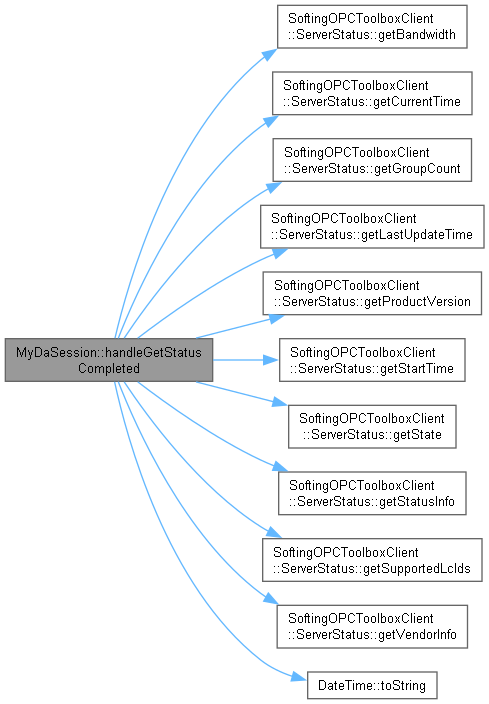 SoftingOPCToolboxClient
::ServerStatus::getBandwidth
SoftingOPCToolboxClient
::ServerStatus::getCurrentTime
SoftingOPCToolboxClient
::ServerStatus::getGroupCount
SoftingOPCToolboxClient
::ServerStatus::getLastUpdateTime
SoftingOPCToolboxClient
::ServerStatus::getProductVersion
MyDaSession::handleGetStatus
Completed
SoftingOPCToolboxClient
::ServerStatus::getStartTime
SoftingOPCToolboxClient
::ServerStatus::getState
SoftingOPCToolboxClient
::ServerStatus::getStatusInfo
SoftingOPCToolboxClient
::ServerStatus::getSupportedLcIds
SoftingOPCToolboxClient
::ServerStatus::getVendorInfo
DateTime::toString